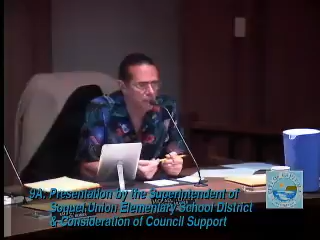 9A: Presentation by the Superintendent of
Soquel Union Elementary School District
& Consideration of Council Support